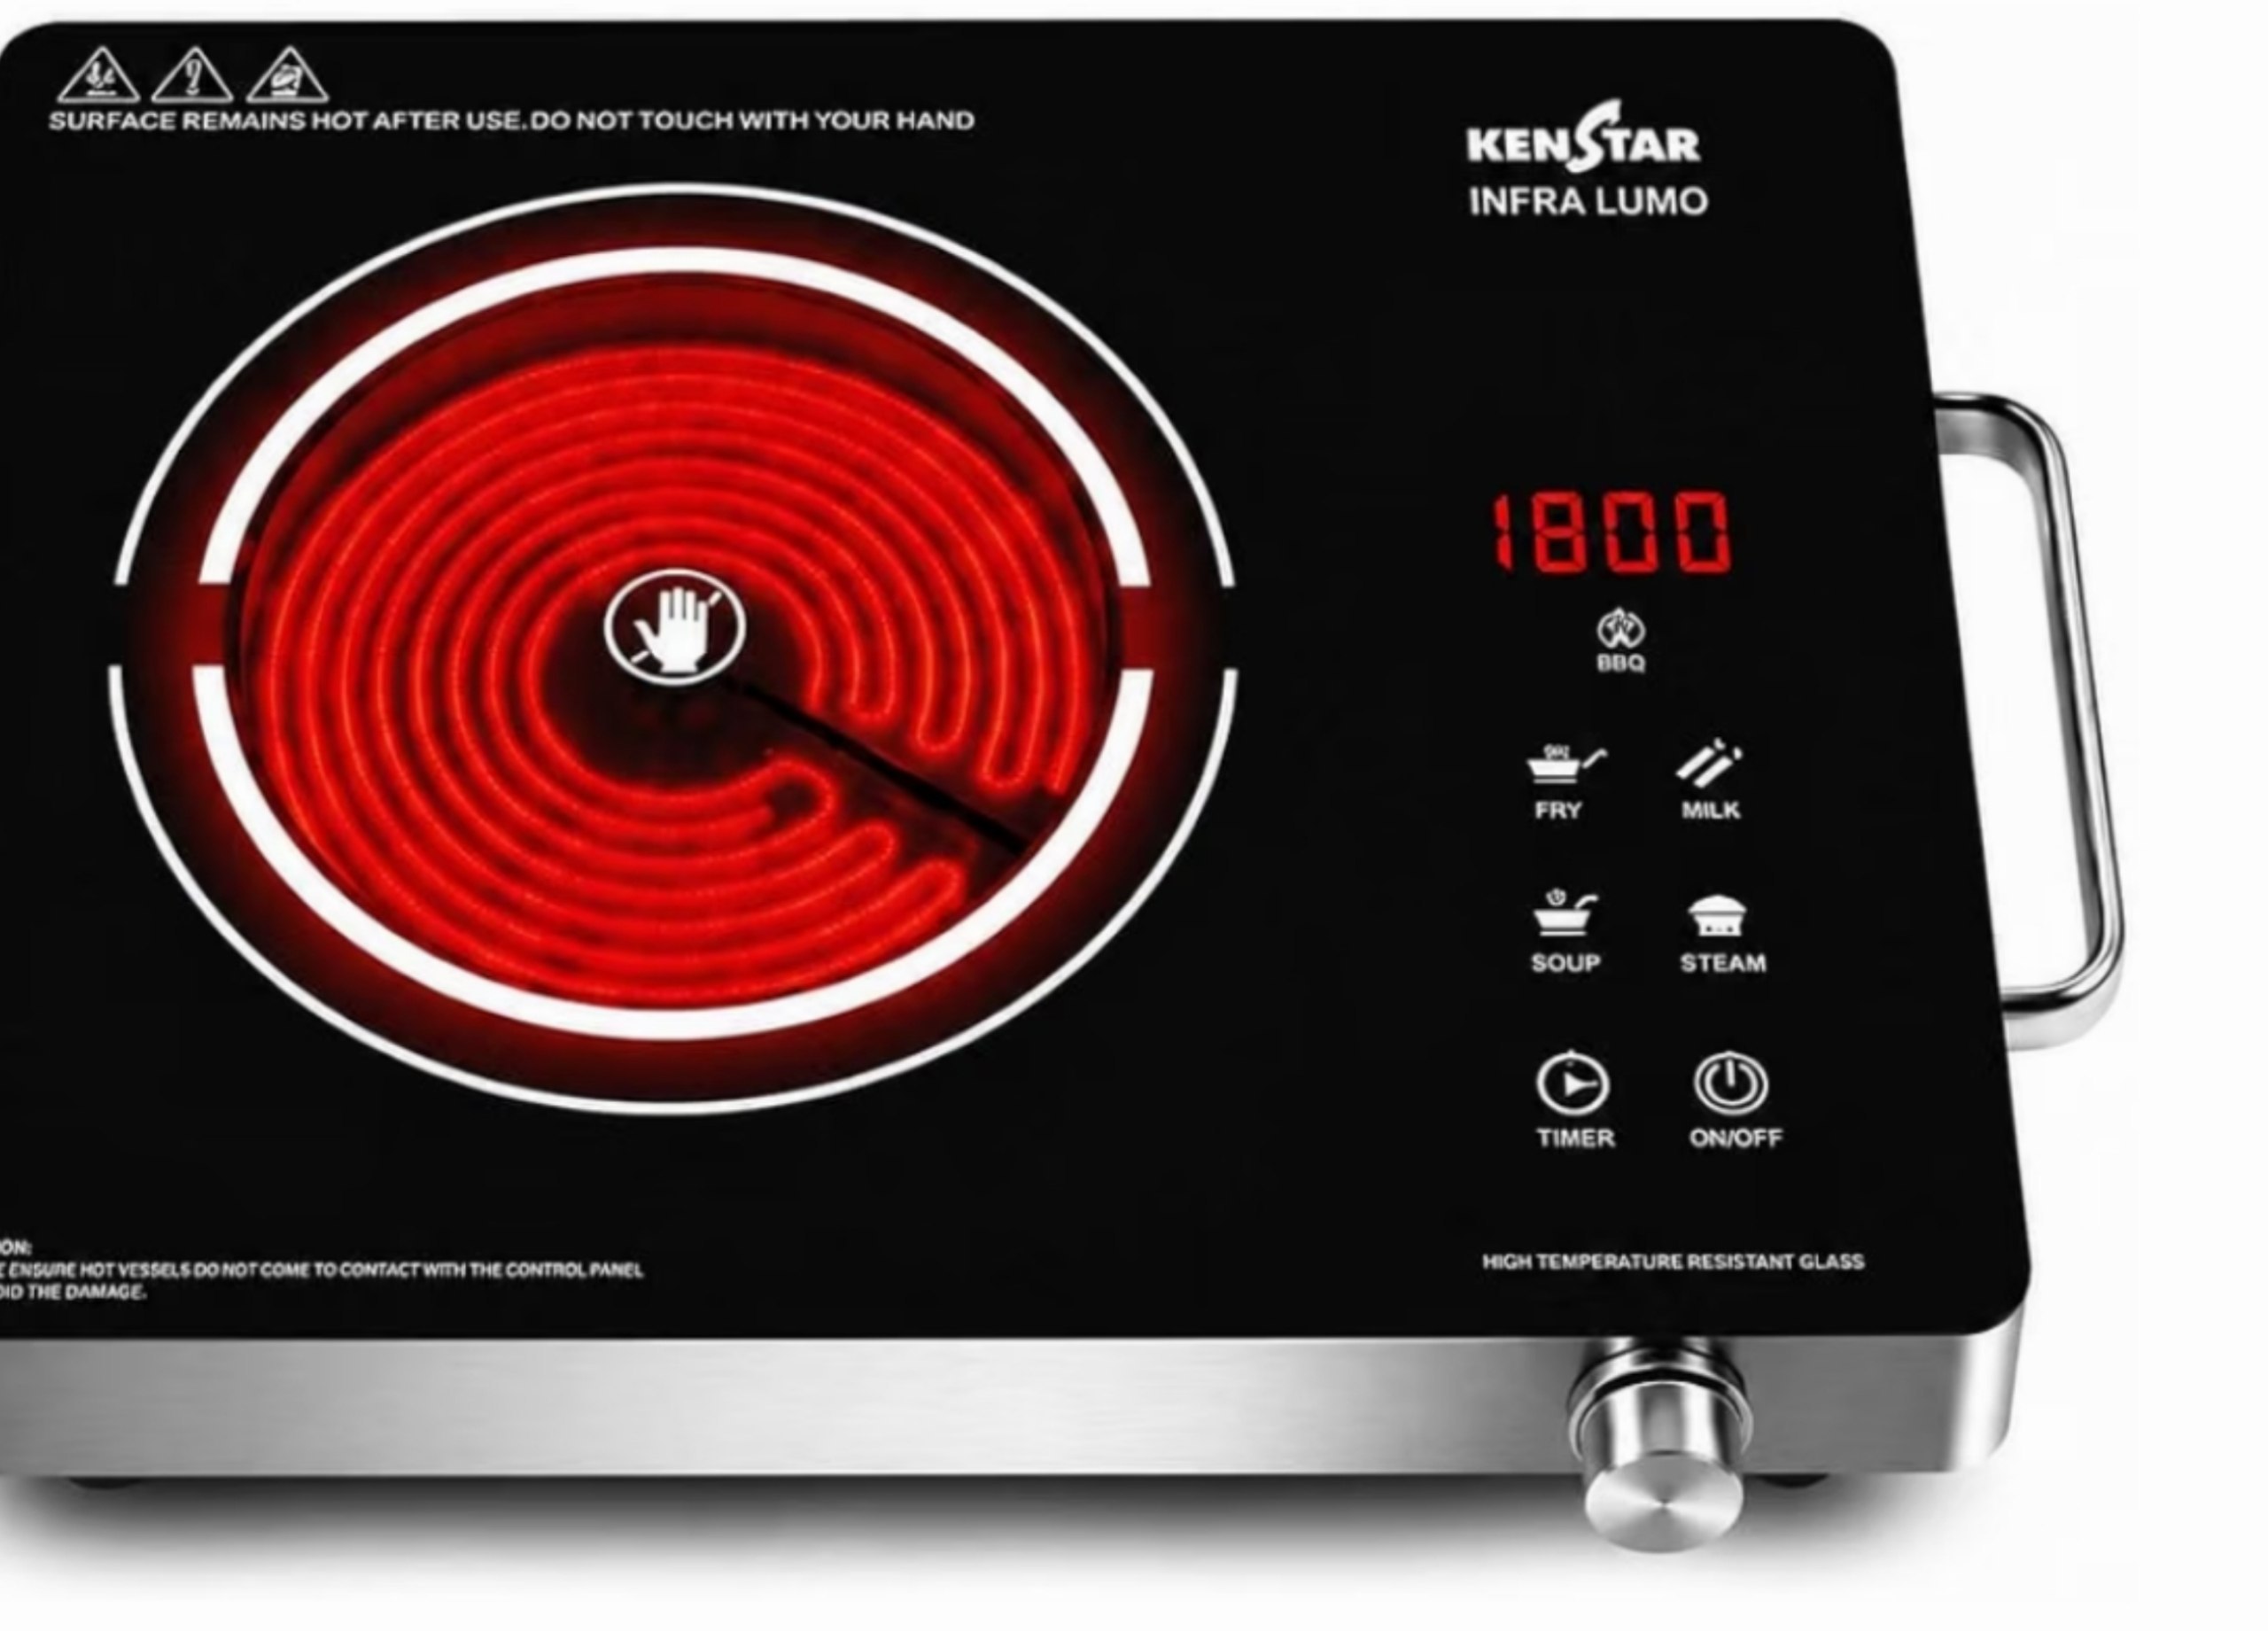 SURFACE REMAINS HOT AFTER USE.DO NOT TOUCH WITH YOUR HAND
KENSTAR
INFRA LUMO
1800
BBQ
FRY MILK
SOUP STEAM
TIMER ON/OFF
HIGH TEMPERATURE RESISTANT GLASS
ENSURE HOT VESSELS DO NOT COME TO CONTACT WITH THE CONTROL PANEL
THE DAMAGE.